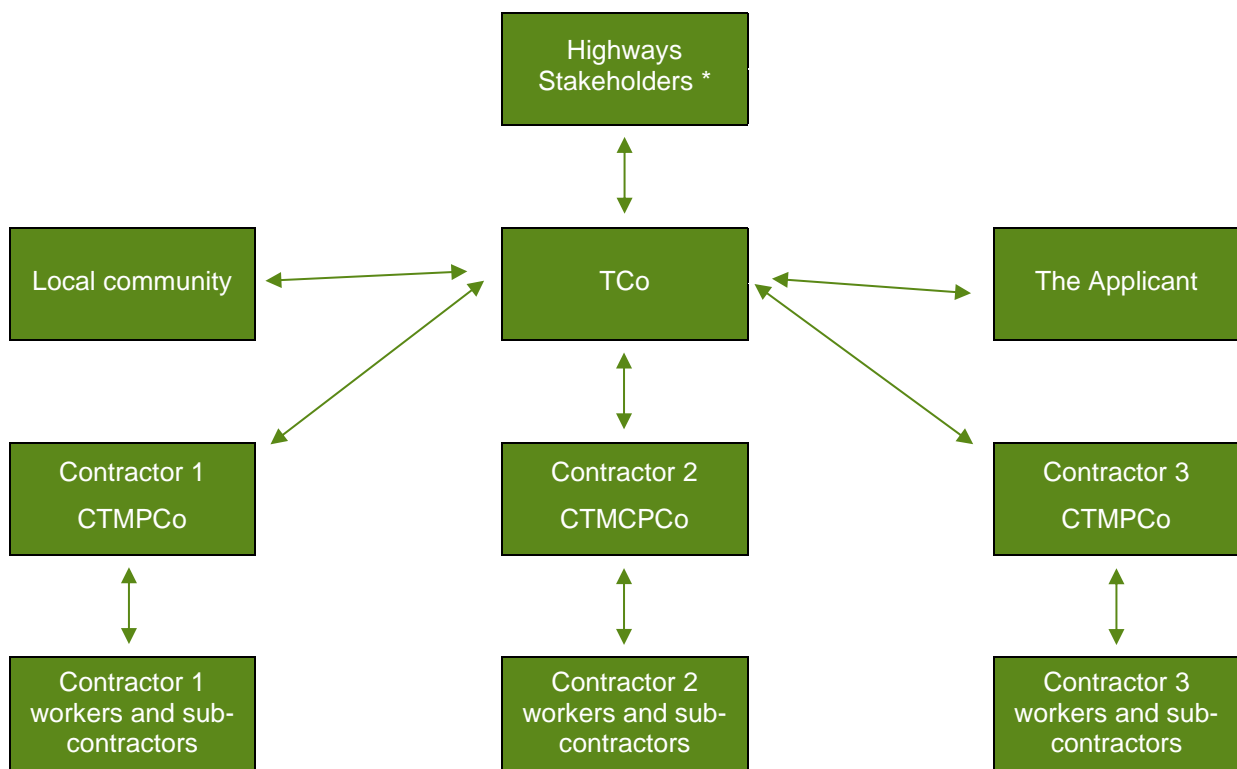 Highways
Stakeholders *
Local community
TCo
The Applicant
Contractor 1
CTMPCo
Contractor 2
CTMCPCo
Contractor 3
CTMPCo
Contractor 1
workers and sub-
contractors
Contractor 2
workers and sub-
contractors
Contractor 3
workers and sub-
contractors